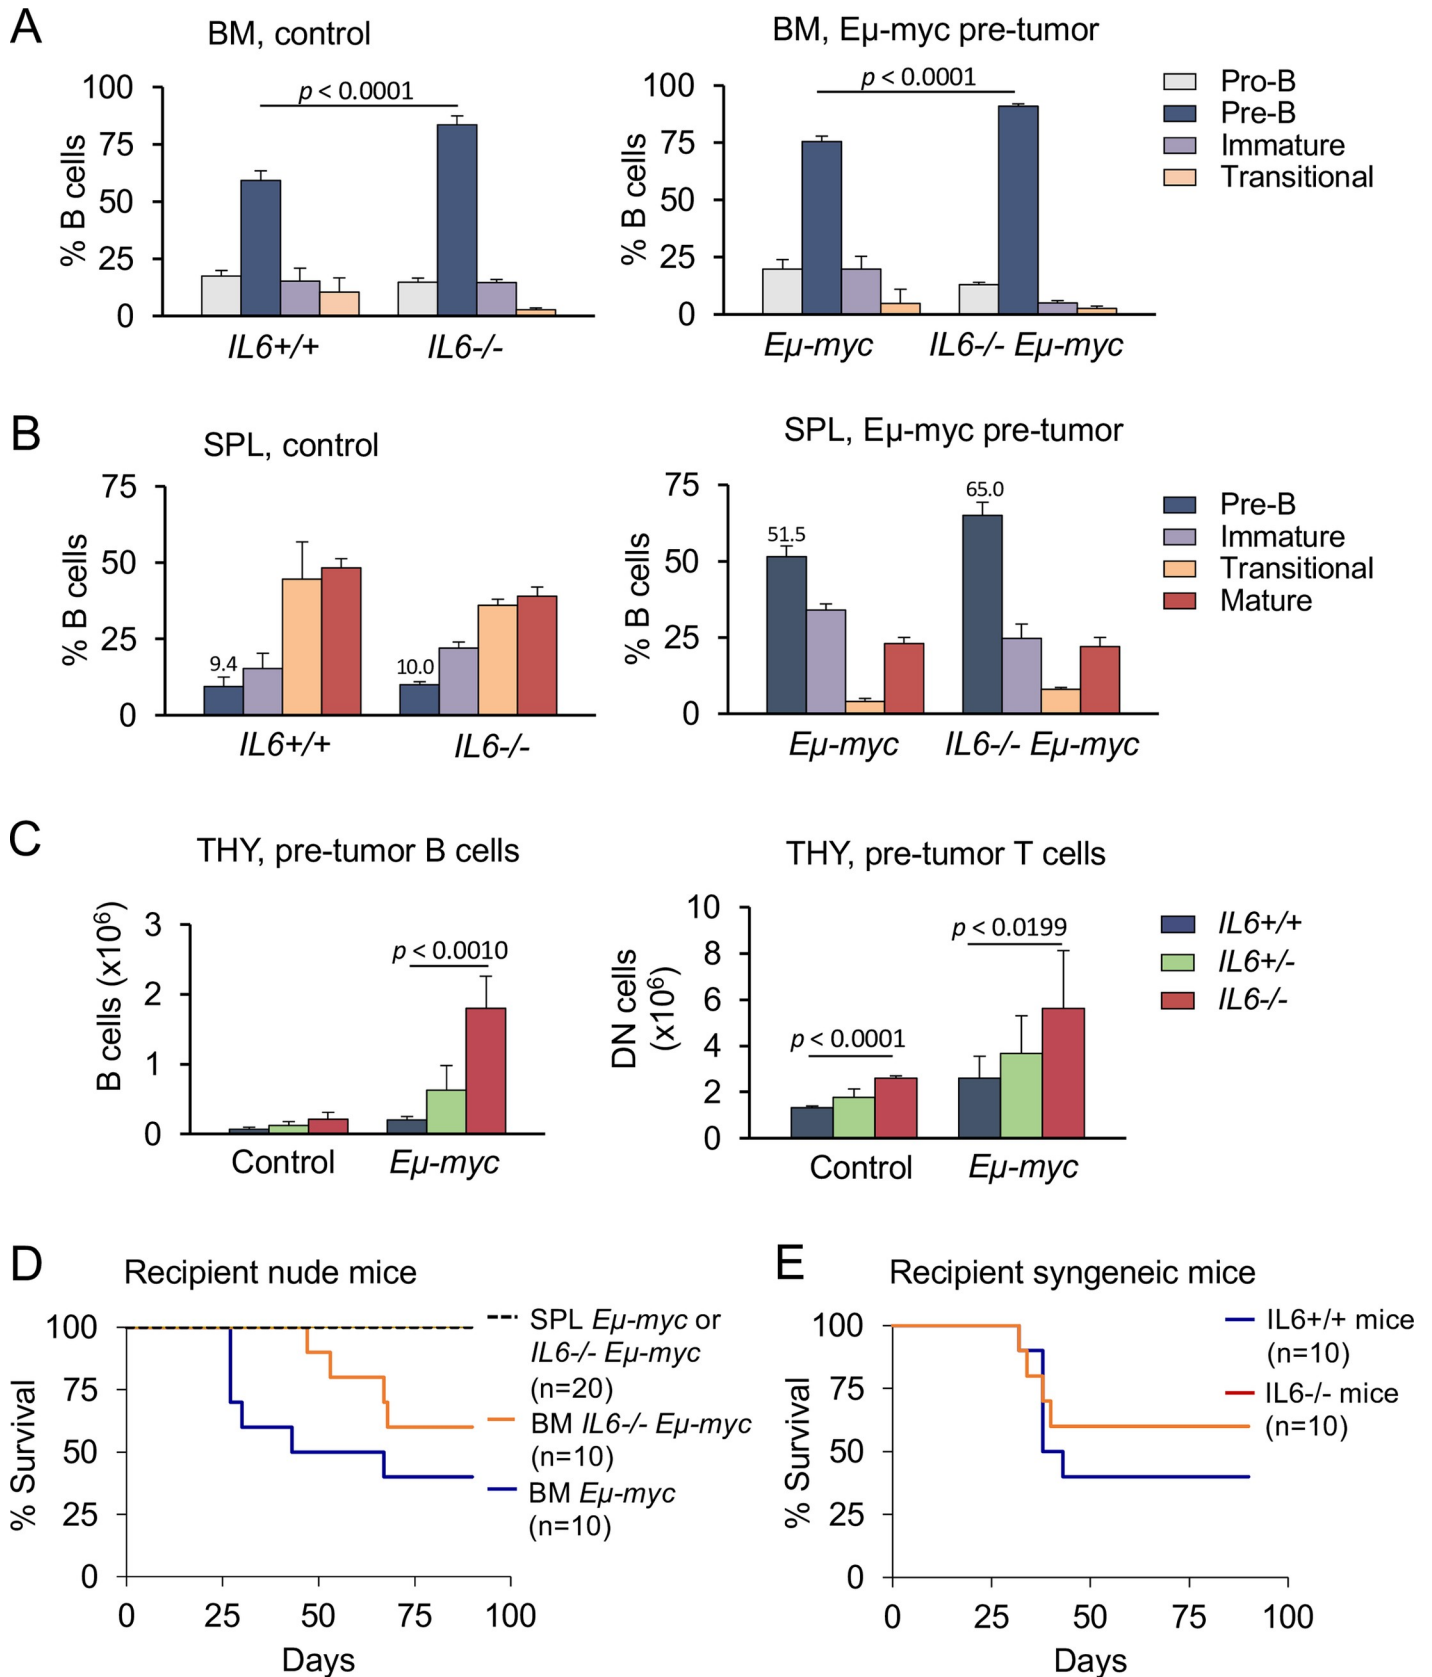 A
BM, control
BM, Eµ-myc pre-tumor
% B cells
100
75
50
25
0
p < 0.0001
IL6+/+
IL6-/-
% B cells
100
75
50
25
0
p < 0.0001
Eµ-myc
IL6-/- Eµ-myc
Pro-B
Pre-B
Immature
Transitional
B
SPL, control
SPL, Eµ-myc pre-tumor
% B cells
75
50
25
0
9.4
10.0
IL6+/+
IL6-/-
% B cells
75
50
25
0
51.5
65.0
Eµ-myc
IL6-/- Eµ-myc
Pre-B
Immature
Transitional
Mature
C
THY, pre-tumor B cells
THY, pre-tumor T cells
B cells (x10⁶)
3
2
1
0
p < 0.0010
Control
Eµ-myc
DN cells
(x10⁶)
10
8
6
4
2
0
p < 0.0001
p < 0.0199
Control
Eµ-myc
IL6+/+
IL6+/-
IL6-/-
D
Recipient nude mice
% Survival
100
75
50
25
0
0
25
50
75
100
Days
SPL Eµ-myc or
IL6-/- Eµ-myc
(n=20)
BM IL6-/- Eµ-myc
(n=10)
BM Eµ-myc
(n=10)
E
Recipient syngeneic mice
% Survival
100
75
50
25
0
0
25
50
75
100
Days
IL6+/+ mice
(n=10)
IL6-/- mice
(n=10)